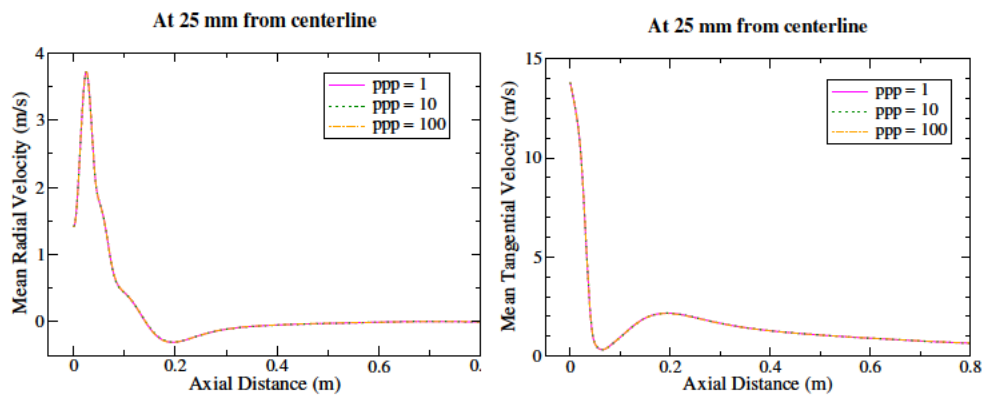 At 25 mm from centerline
4
3
2
1
0
Mean Radial Velocity (m/s)
ppp = 1
ppp = 10
ppp = 100
0 0.2 0.4 0.6 0.
Axial Distance (m)
At 25 mm from centerline
15
10
5
0
Mean Tangential Velocity (m/s)
ppp = 1
ppp = 10
ppp = 100
0 0.2 0.4 0.6 0.8
Axial Distance (m)